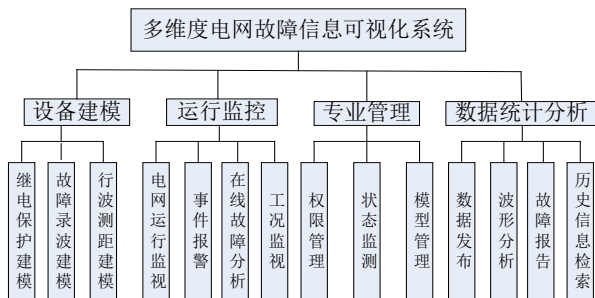 多维度电网故障信息可视化系统
设备建模
运行监控
专业管理
数据统计分析
继电保护建模
故障录波建模
行波测距建模
电网运行监视
事件报警
在线故障分析
工况监视
权限管理
状态监测
模型管理
数据发布
波形分析
故障报告
历史信息检索